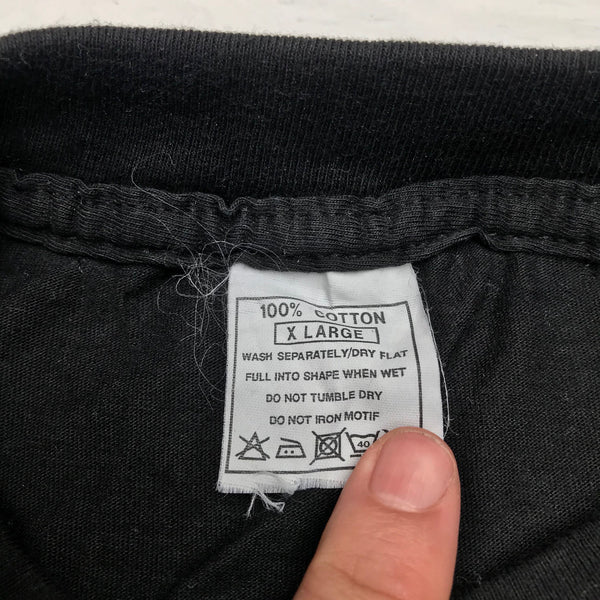 100% COTTON
X LARGE
WASH SEPARATELY/DRY FLAT
FULL INTO SHAPE WHEN WET
DO NOT TUMBLE DRY
DO NOT IRON MOTIF
40